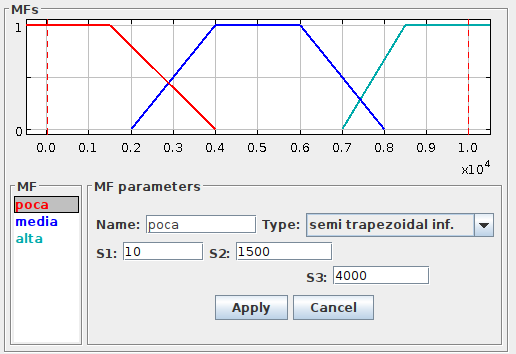 MFs
1
0
0.0 0.1 0.2 0.3 0.4 0.5 0.6 0.7 0.8 0.9 1.0
x10^4
MF
poca
media
alta
MF parameters
Name: poca Type: semi trapezoidal inf.
S1: 10 S2: 1500
S3: 4000
Apply Cancel